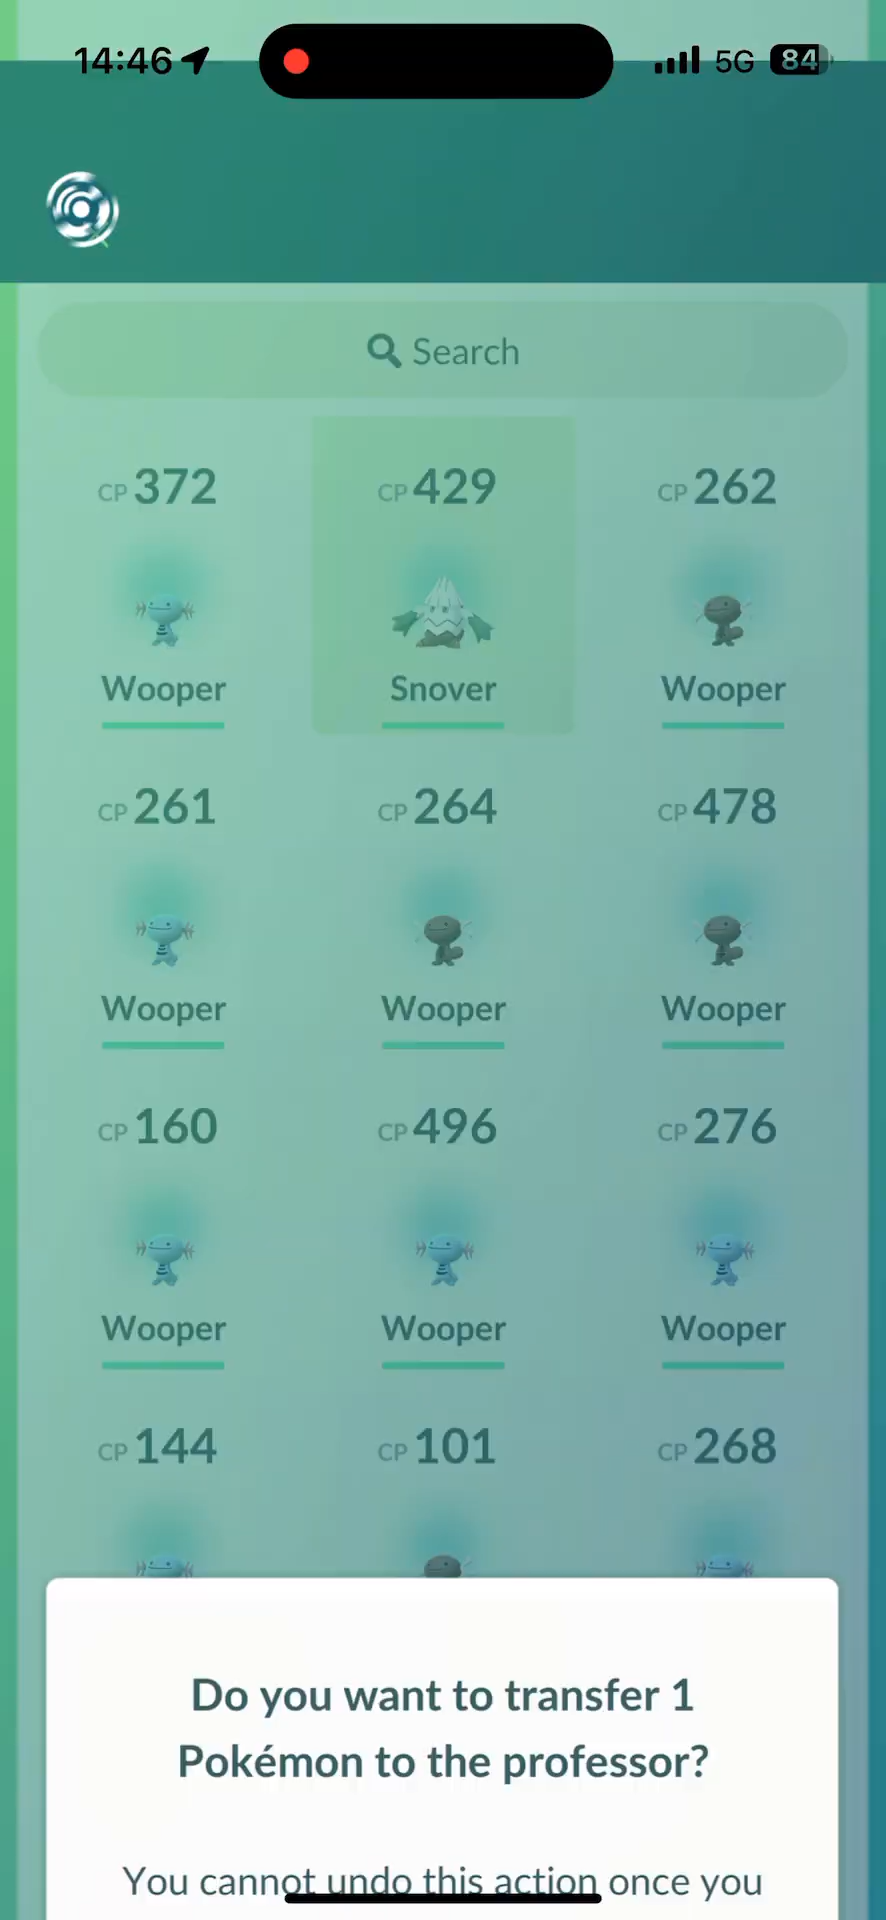 14:46 5G 84
Search
CP 372 CP 429 CP 262
Wooper Snover Wooper
CP 261 CP 264 CP 478
Wooper Wooper Wooper
CP 160 CP 496 CP 276
Wooper Wooper Wooper
CP 144 CP 101 CP 268
Do you want to transfer 1
Pokémon to the professor?
You cannot undo this action once you